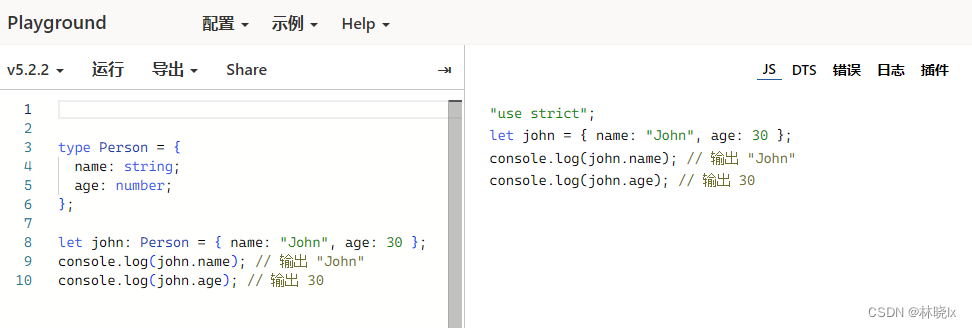 Playground 配置 示例 Help
v5.2.2 运行 导出 Share
1
2
3 type Person = {
4 name: string;
5 age: number;
6 };
7
8 let john: Person = { name: "John", age: 30 };
9 console.log(john.name); // 输出 "John"
10 console.log(john.age); // 输出 30
JS DTS 错误 日志 插件
"use strict";
let john = { name: "John", age: 30 };
console.log(john.name); // 输出 "John"
console.log(john.age); // 输出 30
CSDN @林晓lx